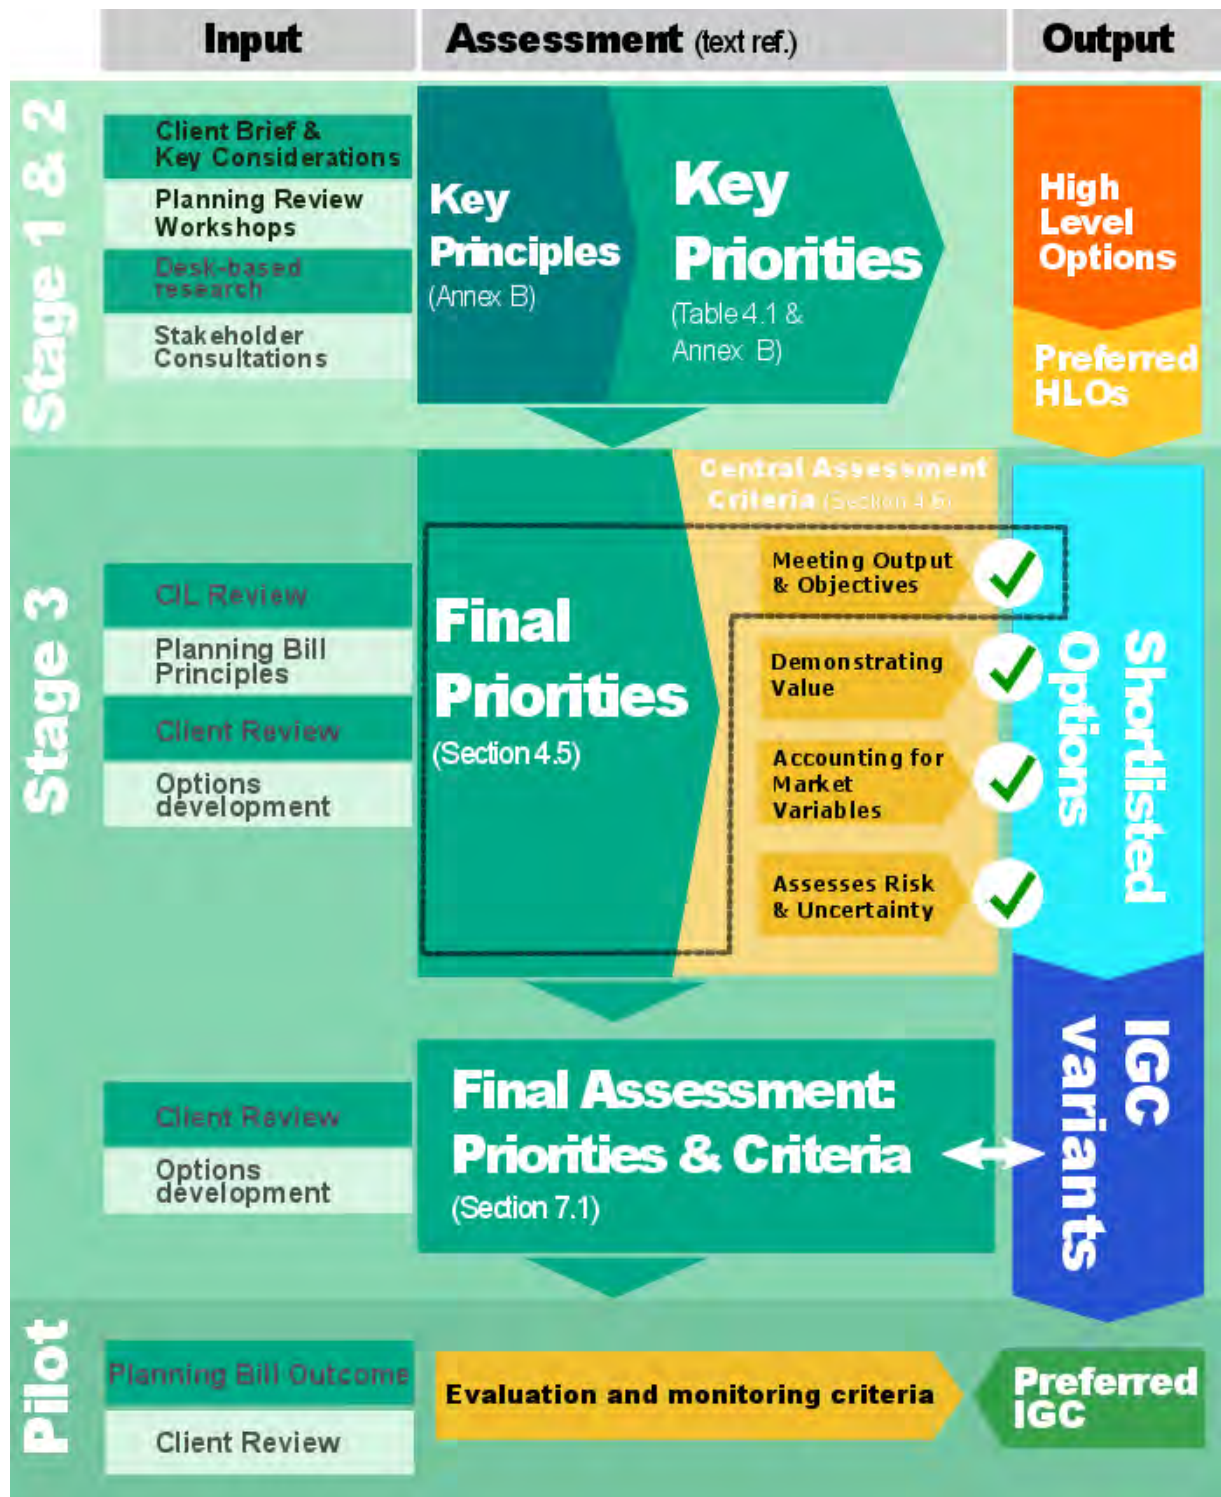 Input
Assessment (text ref.)
Output
Stage 1 & 2
Client Brief &
Key Considerations
Planning Review
Workshops
Desk-based
research
Stakeholder
Consultations
Key
Principles
(Annex B)
Key
Priorities
(Table 4.1 &
Annex B)
High
Level
Options
Preferred
HLOs
Stage 3
CIL Review
Planning Bill
Principles
Client Review
Options
development
Final
Priorities
(Section 4.5)
Central Assessment
Criteria (Section 4.6)
Meeting Output
& Objectives
Demonstrating
Value
Accounting for
Market
Variables
Assesses Risk
& Uncertainty
Shortlisted
Options
Client Review
Options
development
Final Assessment:
Priorities & Criteria
(Section 7.1)
IGC
variants
Pilot
Planning Bill Outcome
Client Review
Evaluation and monitoring criteria
Preferred
IGC